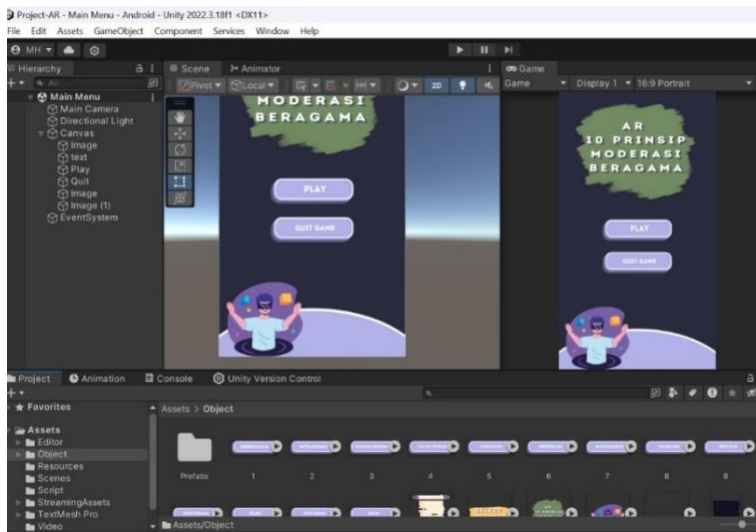 Project-AR - Main Menu - Android - Unity 2022.3.18f1 <DX11>
File Edit Assets GameObject Component Services Window Help
MH
Hierarchy
Scene Animator
Game
All
Pivot Local 2D
Game Display 1 16:9 Portrait
Main Menu
Main Camera
Directional Light
Canvas
Image
text
Play
Quit
Image
Image (1)
EventSystem
MODERASI
BERAGAMA
PLAY
QUIT GAME
AR
10 PRINSIP
MODERASI
BERAGAMA
PLAY
QUIT GAME
Project Animation Console Unity Version Control
Favorites
Assets
Editor
Object
Resources
Scenes
Script
StreamingAssets
TextMesh Pro
Video
Assets > Object
Prefabs 1 2 3 4 5 6 7 8 9
Assets/Object